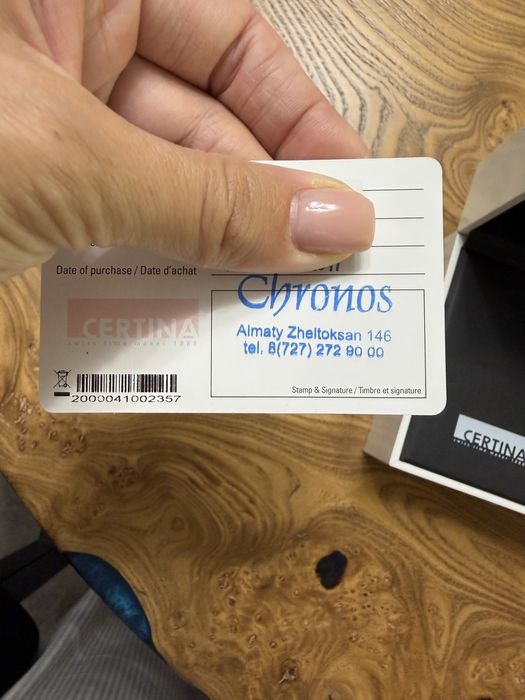 Date of purchase / Date d'achat
Chronos
Almaty Zheltoksan 146
tel. 8(727) 272 90 00
CERTINA
swiss time maker 1888
Stamp & Signature / Timbre et signature
2000041002357
CERTINA